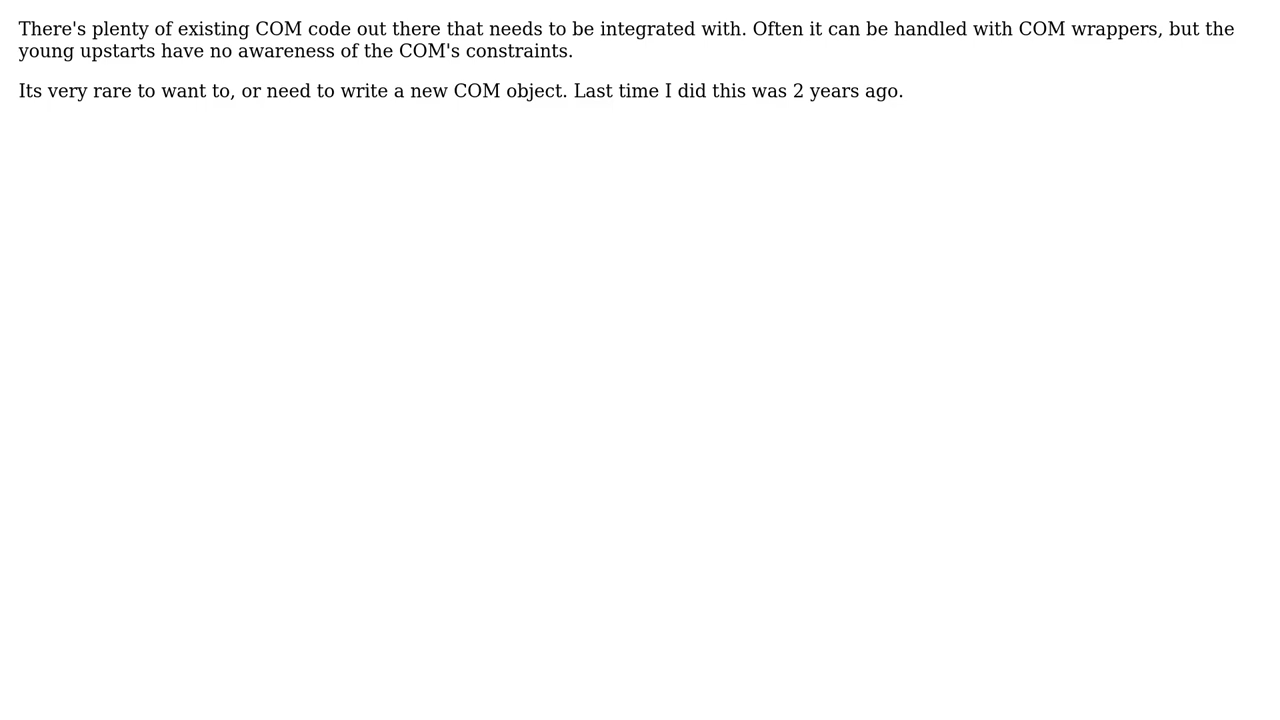 There's plenty of existing COM code out there that needs to be integrated with. Often it can be handled with COM wrappers, but the
young upstarts have no awareness of the COM's constraints.
Its very rare to want to, or need to write a new COM object. Last time I did this was 2 years ago.